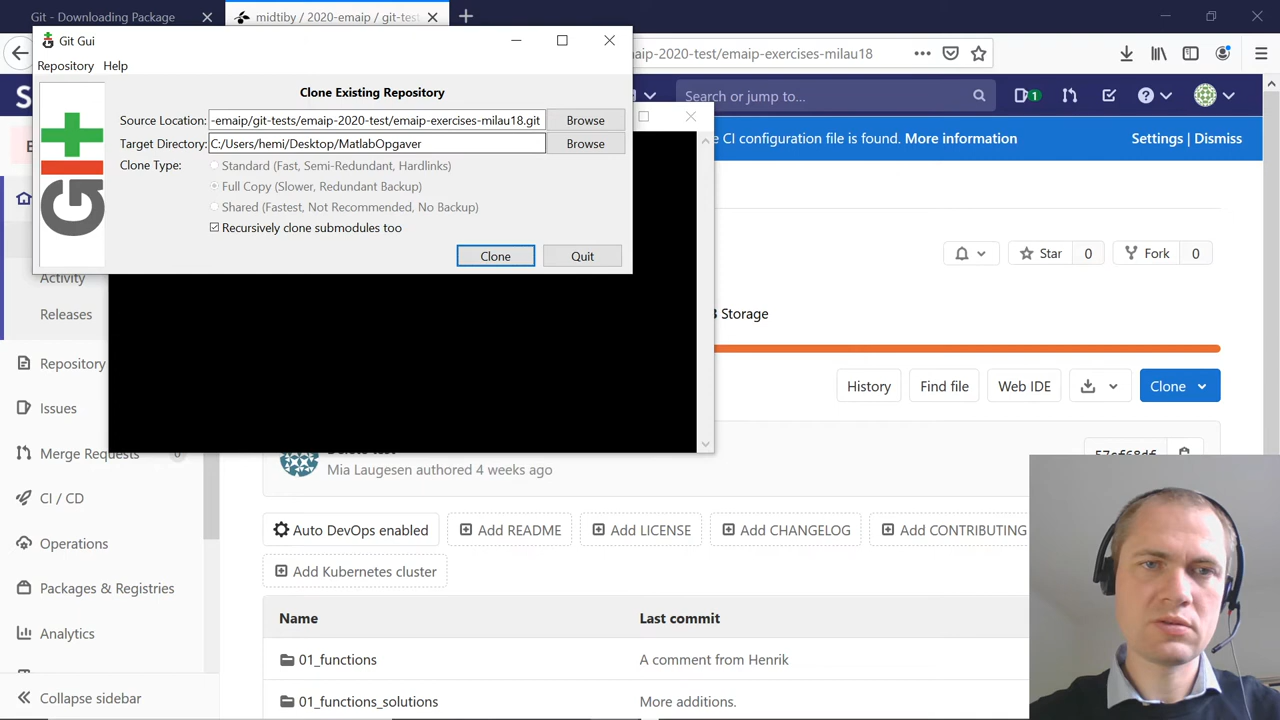 Git - Downloading Package
midtiby / 2020-emaip / git-tes
Git Gui
Repository Help
Clone Existing Repository
Source Location: -emaip/git-tests/emaip-2020-test/emaip-exercises-milau18.git Browse
Target Directory: C:/Users/hemi/Desktop/MatlabOpgaver Browse
Clone Type: Standard (Fast, Semi-Redundant, Hardlinks)
Full Copy (Slower, Redundant Backup)
Shared (Fastest, Not Recommended, No Backup)
Recursively clone submodules too
Clone Quit
GIT
emaip-2020-test/emaip-exercises-milau18
Search or jump to...
1
CI configuration file is found. More information
Settings | Dismiss
Star 0
Fork 0
Storage
History Find file Web IDE Clone
Activity
Releases
Repository
Issues
Merge Requests 0
CI / CD
Operations
Packages & Registries
Analytics
Collapse sidebar
Mia Laugesen authored 4 weeks ago
Auto DevOps enabled Add README Add LICENSE Add CHANGELOG Add CONTRIBUTING
Add Kubernetes cluster
Name Last commit
01_functions A comment from Henrik
01_functions_solutions More additions.